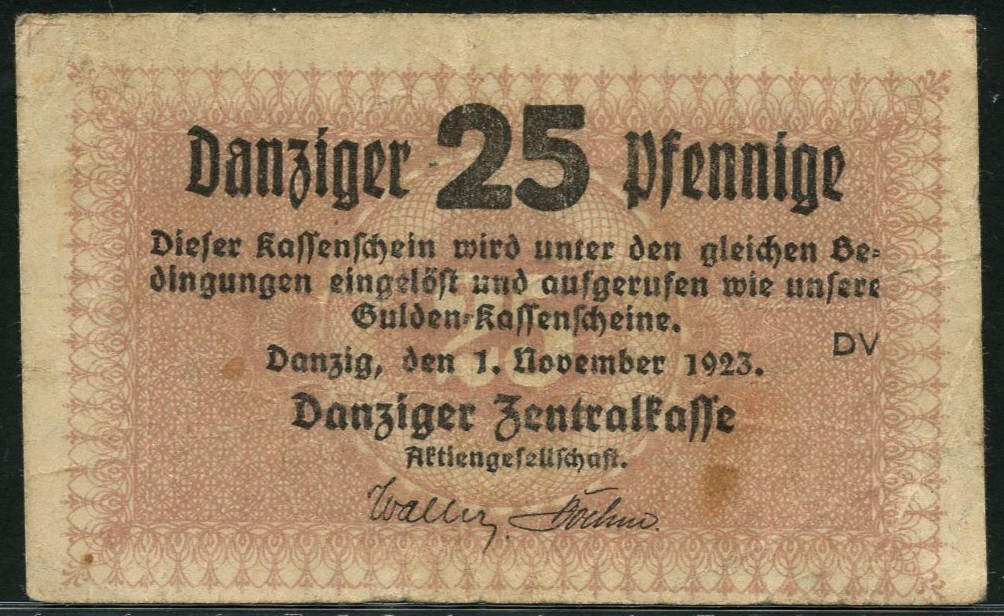 Danziger 25 Pfennige
Dieser Kassenschein wird unter den gleichen Be=
dingungen eingelöst und aufgerufen wie unsere
Gulden=Kassenscheine.
DV
Danzig, den 1. November 1923.
Danziger Zentralkasse
Aktiengesellschaft.
Böhm.